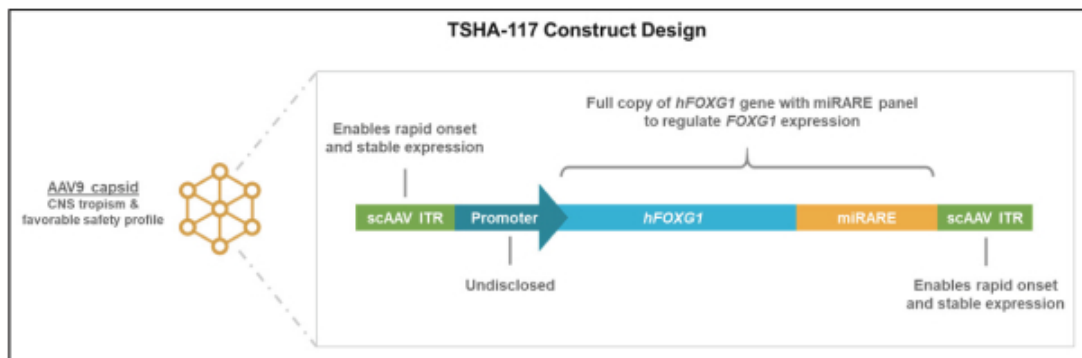 TSHA-117 Construct Design
Full copy of hFOXG1 gene with miRARE panel
to regulate FOXG1 expression
Enables rapid onset
and stable expression
AAV9 capsid
CNS tropism &
favorable safety profile
scAAV ITR
Promoter
hFOXG1
miRARE
scAAV ITR
Undisclosed
Enables rapid onset
and stable expression